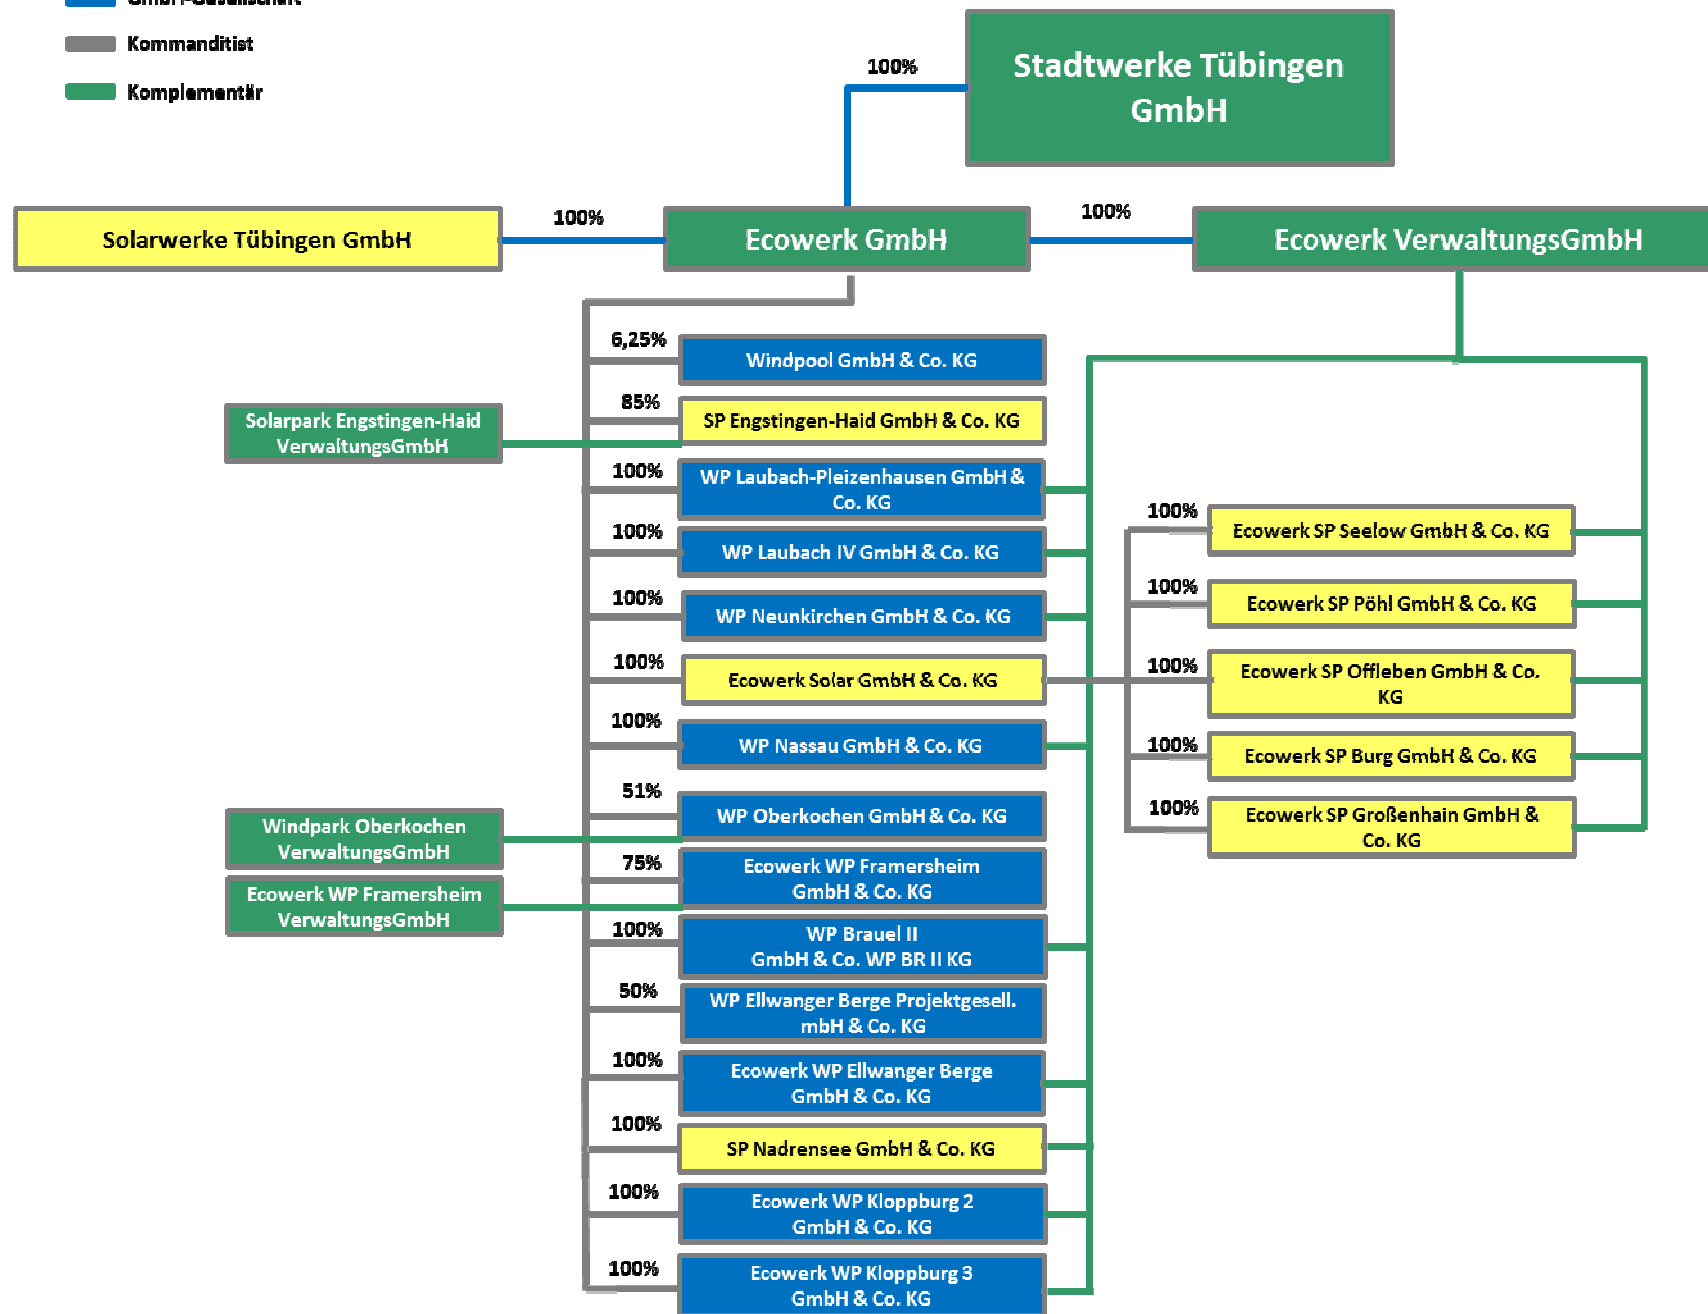 GmbH-Gesellschaft
Kommanditist
Komplementär
100%
Stadtwerke Tübingen
GmbH
Solarwerke Tübingen GmbH
100%
Ecowerk GmbH
100%
Ecowerk VerwaltungsGmbH
6,25%
Windpool GmbH & Co. KG
85%
SP Engstingen-Haid GmbH & Co. KG
Solarpark Engstingen-Haid
VerwaltungsGmbH
100%
WP Laubach-Pleizenhausen GmbH &
Co. KG
100%
WP Laubach IV GmbH & Co. KG
100%
WP Neunkirchen GmbH & Co. KG
100%
Ecowerk Solar GmbH & Co. KG
100%
WP Nassau GmbH & Co. KG
51%
WP Oberkochen GmbH & Co. KG
Windpark Oberkochen
VerwaltungsGmbH
75%
Ecowerk WP Framersheim
GmbH & Co. KG
Ecowerk WP Framersheim
VerwaltungsGmbH
100%
WP Brauel II
GmbH & Co. WP BR II KG
50%
WP Ellwanger Berge Projektgesell.
mbH & Co. KG
100%
Ecowerk WP Ellwanger Berge
GmbH & Co. KG
100%
SP Nadrensee GmbH & Co. KG
100%
Ecowerk WP Kloppburg 2
GmbH & Co. KG
100%
Ecowerk WP Kloppburg 3
GmbH & Co. KG
100%
Ecowerk SP Seelow GmbH & Co. KG
100%
Ecowerk SP Pöhl GmbH & Co. KG
100%
Ecowerk SP Offleben GmbH & Co.
KG
100%
Ecowerk SP Burg GmbH & Co. KG
100%
Ecowerk SP Großenhain GmbH &
Co. KG